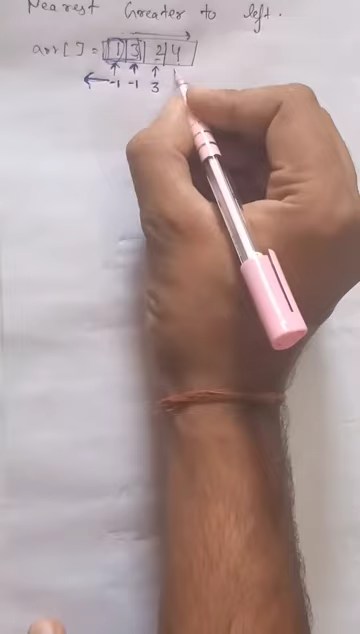 Nearest Greater to left.
arr[] = 1 3 2 4
-1 -1 3